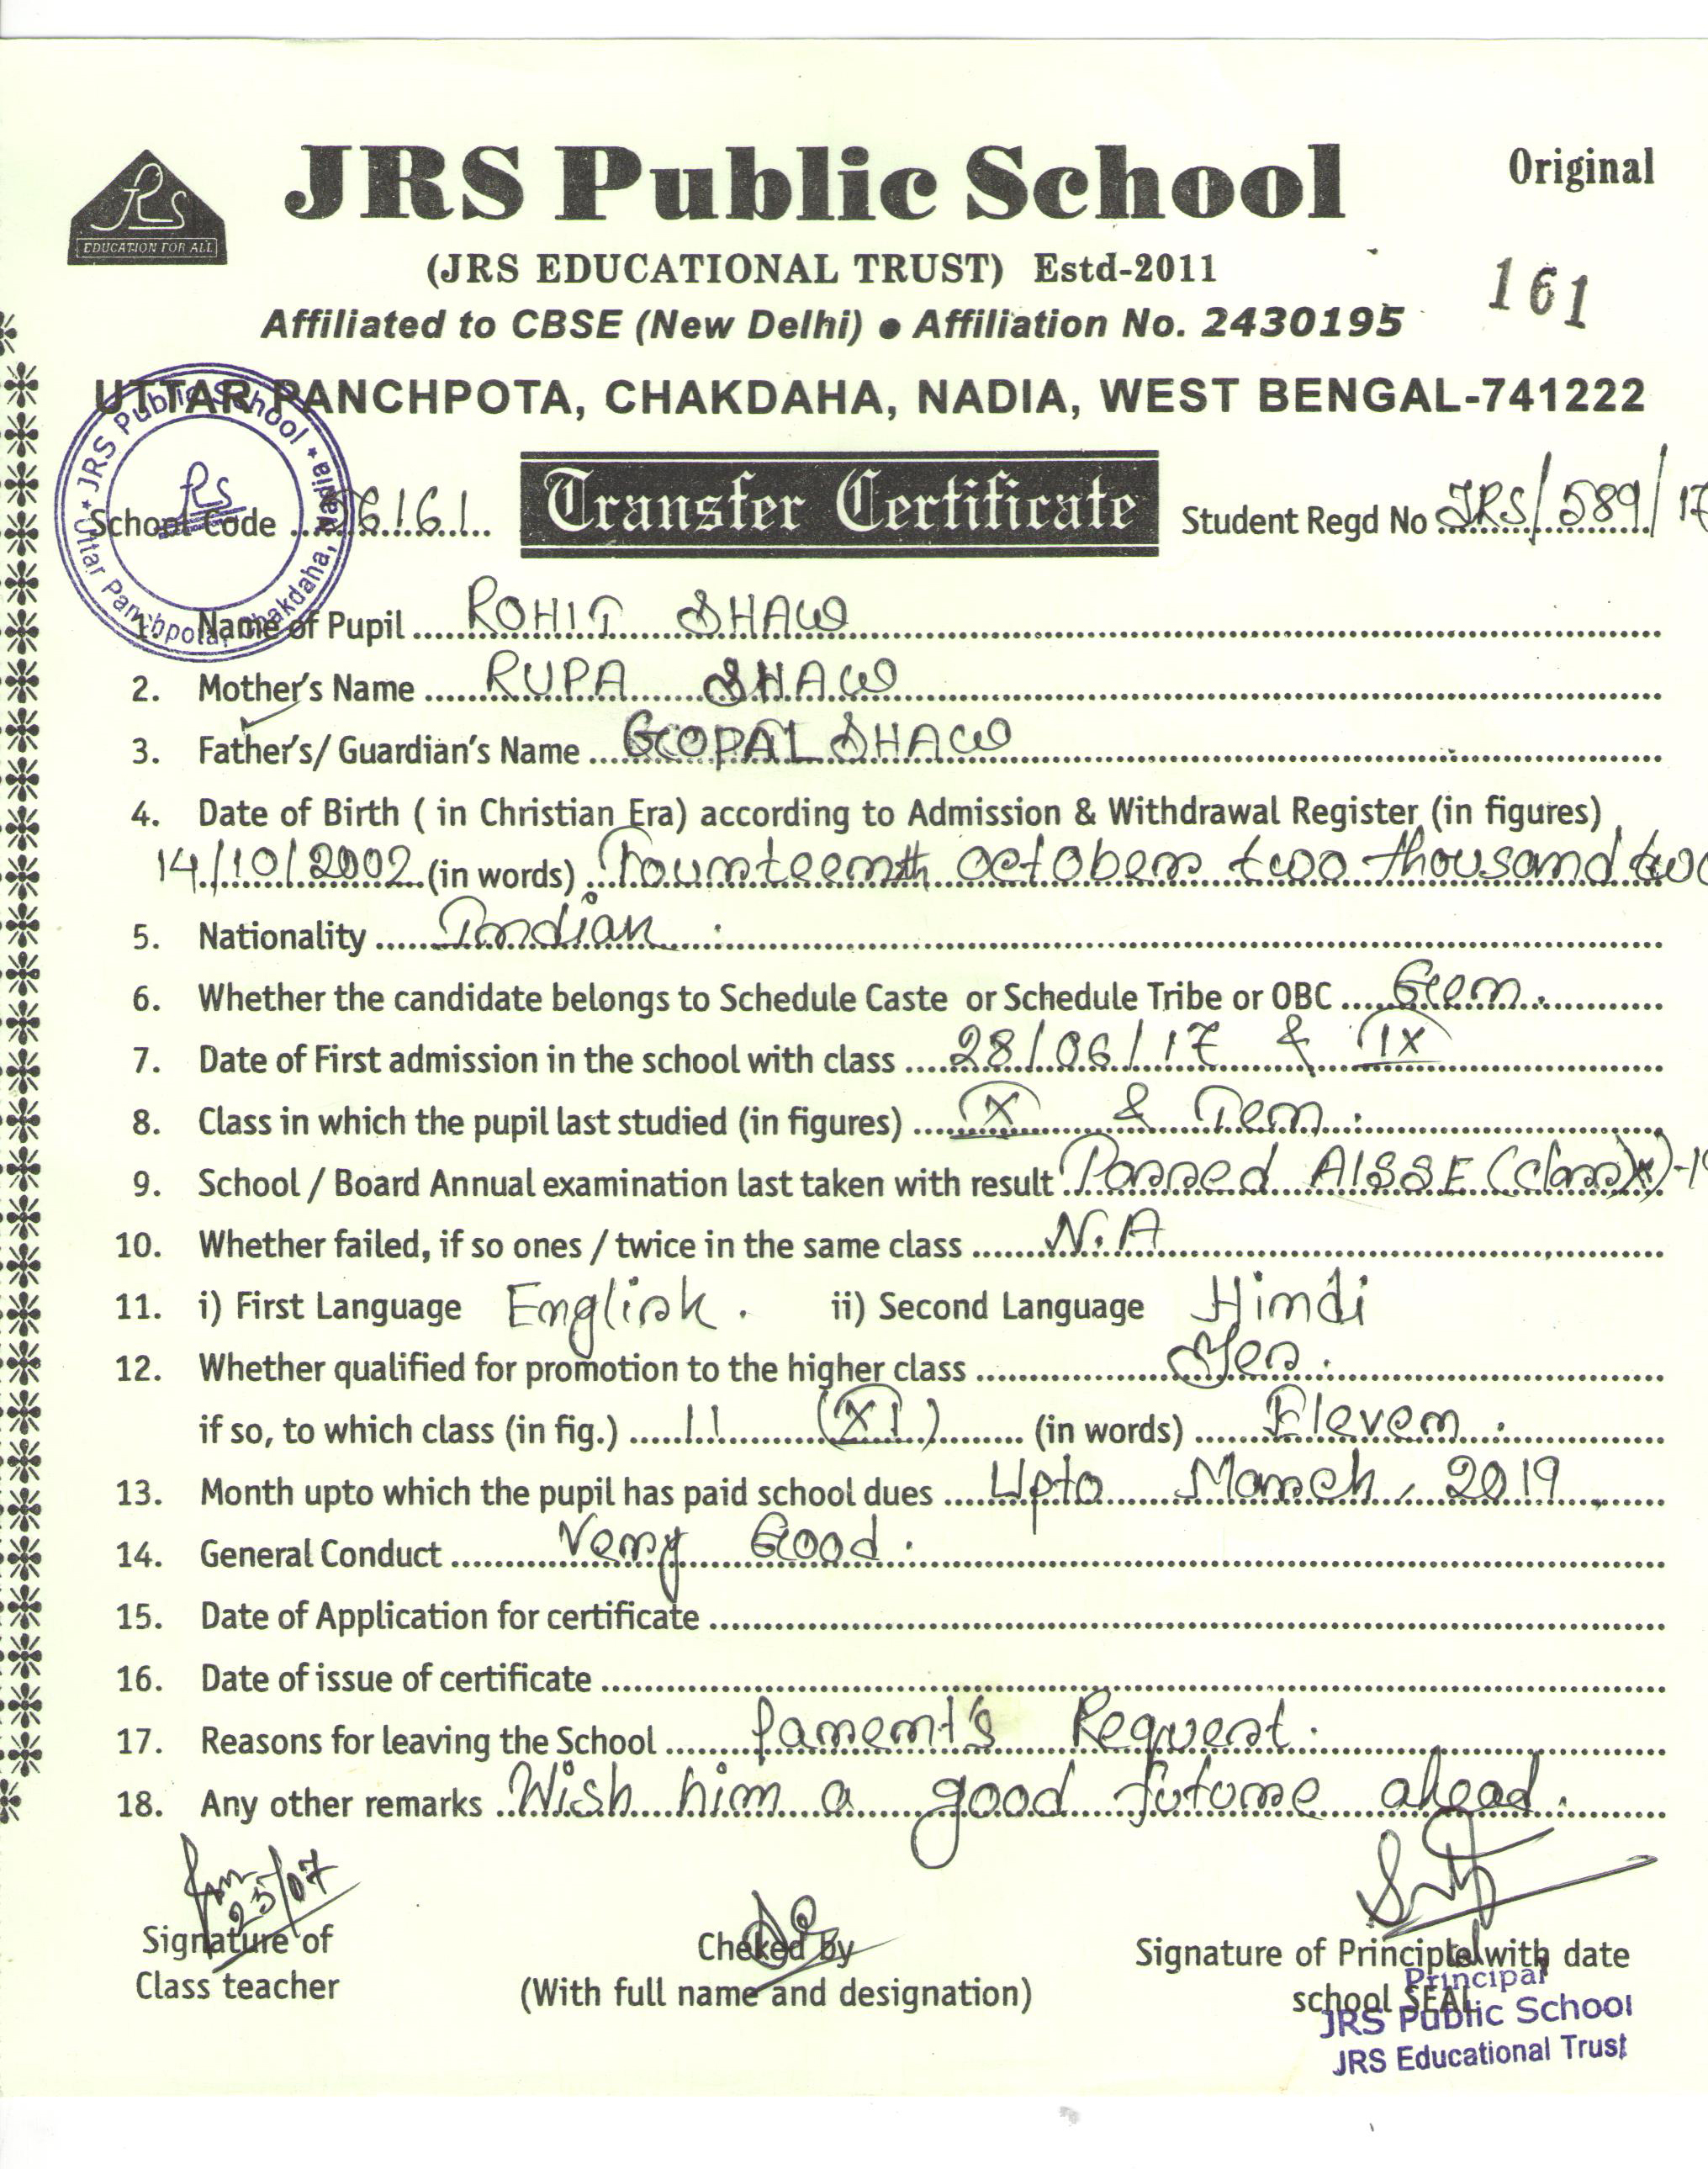 JRS Public School
Original
EDUCATION FOR ALL
(JRS EDUCATIONAL TRUST) Estd-2011
161
Affiliated to CBSE (New Delhi) ● Affiliation No. 2430195
UTTAR PANCHPOTA, CHAKDAHA, NADIA, WEST BENGAL-741222
JRS Public School * Uttar Panchpota, Chakdaha, Nadia *
School Code 6161
Transfer Certificate
Student Regd No JRS/589/17
1. Name of Pupil ROHIT SHAW
2. Mother's Name RUPA SHAW
3. Father's/ Guardian's Name GOPAL SHAW
4. Date of Birth ( in Christian Era) according to Admission & Withdrawal Register (in figures)
14/10/2002 (in words) Fourteenth October two thousand two
5. Nationality Indian
6. Whether the candidate belongs to Schedule Caste or Schedule Tribe or OBC Gen.
7. Date of First admission in the school with class 28/06/17 & IX
8. Class in which the pupil last studied (in figures) X & Ten.
9. School / Board Annual examination last taken with result Passed AISSE (class X) -19
10. Whether failed, if so ones / twice in the same class N.A
11. i) First Language English. ii) Second Language Hindi
12. Whether qualified for promotion to the higher class Yes.
if so, to which class (in fig.) 11 (XI) (in words) Eleven.
13. Month upto which the pupil has paid school dues Upto March, 2019
14. General Conduct Very Good.
15. Date of Application for certificate
16. Date of issue of certificate
17. Reasons for leaving the School Parent's Request.
18. Any other remarks Wish him a good future ahead.
25/07
Signature of
Class teacher
Cheked by
(With full name and designation)
Signature of Principlel with date
school SEAL
Principal
JRS Public School
JRS Educational Trust